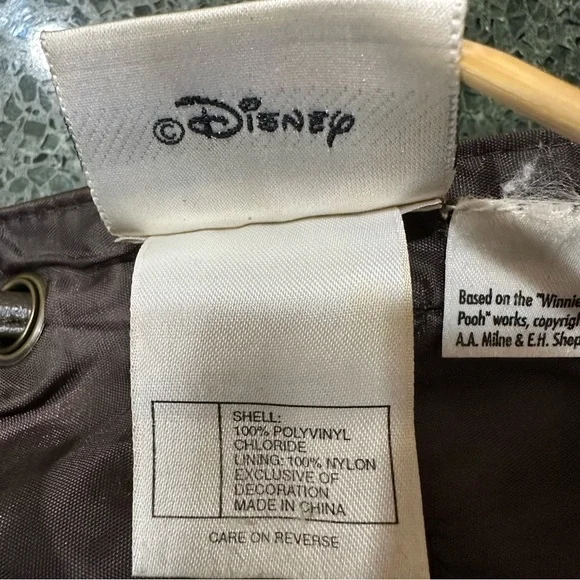 © Disney
Based on the "Winnie
Pooh" works, copyrigh
A.A. Milne & E.H. Shep
SHELL:
100% POLYVINYL
CHLORIDE
LINING: 100% NYLON
EXCLUSIVE OF
DECORATION
MADE IN CHINA
CARE ON REVERSE